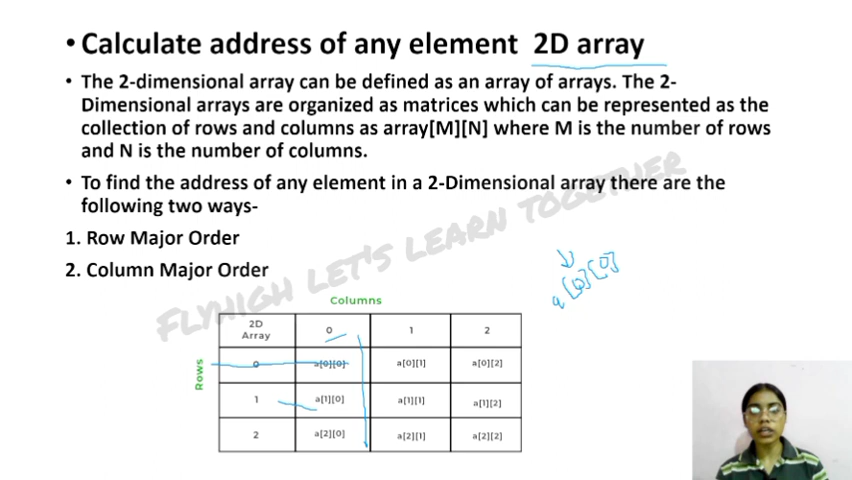 • Calculate address of any element 2D array
• The 2-dimensional array can be defined as an array of arrays. The 2-
Dimensional arrays are organized as matrices which can be represented as the
collection of rows and columns as array[M][N] where M is the number of rows
and N is the number of columns.
• To find the address of any element in a 2-Dimensional array there are the
following two ways-
1. Row Major Order
2. Column Major Order
FLYHIGH LET'S LEARN TOGETHER
a[0][0]
Columns
Rows
2D Array 0 1 2
0 a[0][0] a[0][1] a[0][2]
1 a[1][0] a[1][1] a[1][2]
2 a[2][0] a[2][1] a[2][2]